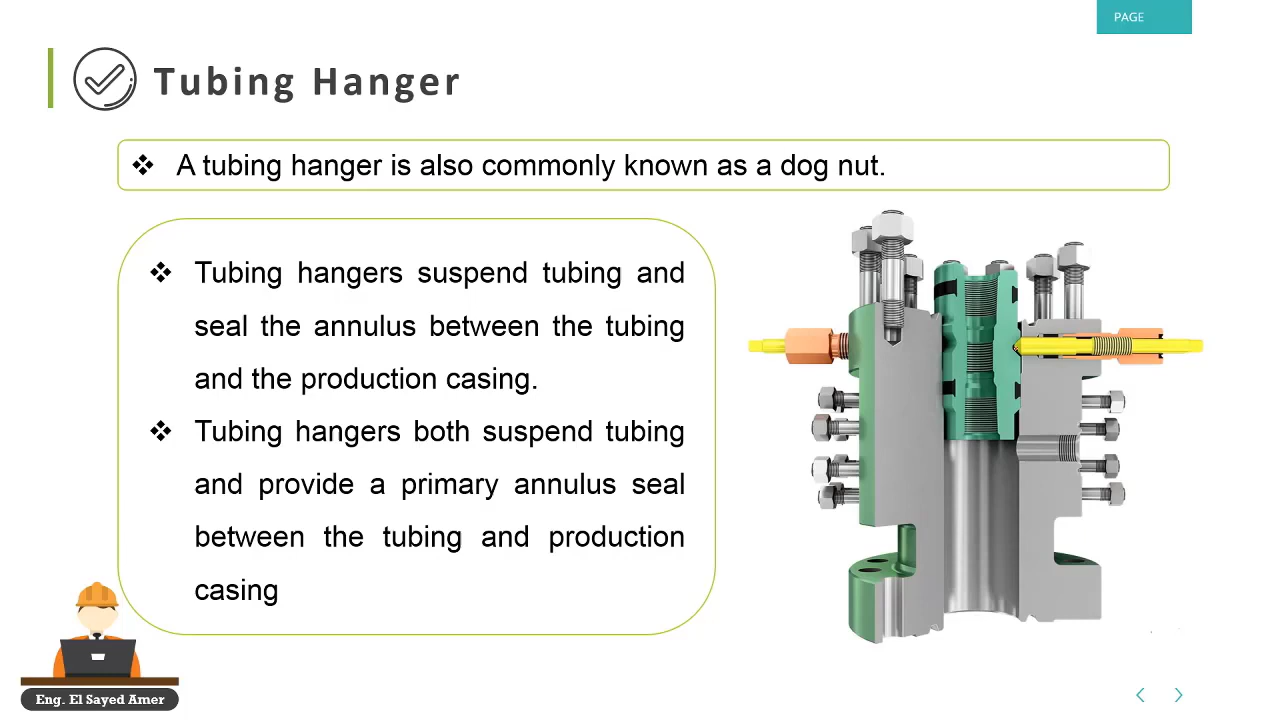 PAGE
Tubing Hanger
❖ A tubing hanger is also commonly known as a dog nut.
❖ Tubing hangers suspend tubing and
seal the annulus between the tubing
and the production casing.
❖ Tubing hangers both suspend tubing
and provide a primary annulus seal
between the tubing and production
casing
Eng. El Sayed Amer